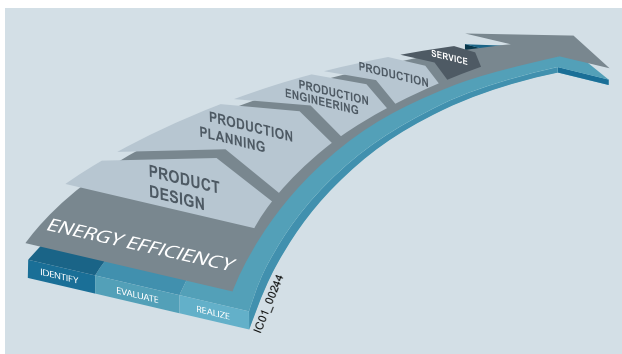 SERVICE
PRODUCTION
PRODUCTION
ENGINEERING
PRODUCTION
PLANNING
PRODUCT
DESIGN
ENERGY EFFICIENCY
IDENTIFY
EVALUATE
REALIZE
IC01_00244